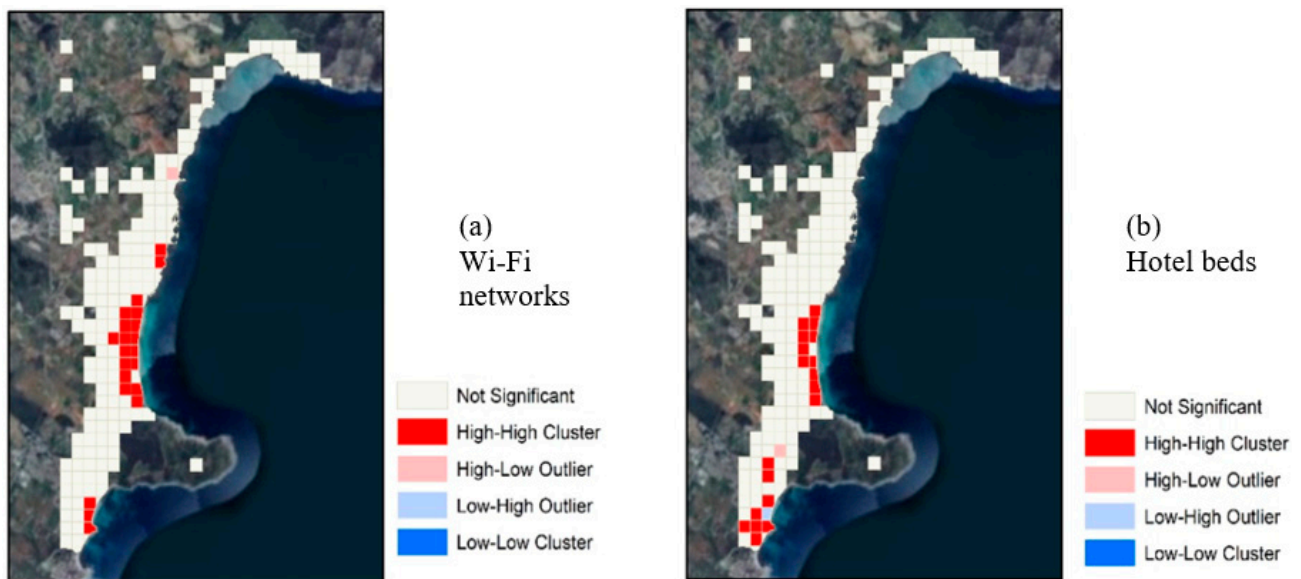 (a)
Wi-Fi
networks
Not Significant
High-High Cluster
High-Low Outlier
Low-High Outlier
Low-Low Cluster
(b)
Hotel beds
Not Significant
High-High Cluster
High-Low Outlier
Low-High Outlier
Low-Low Cluster